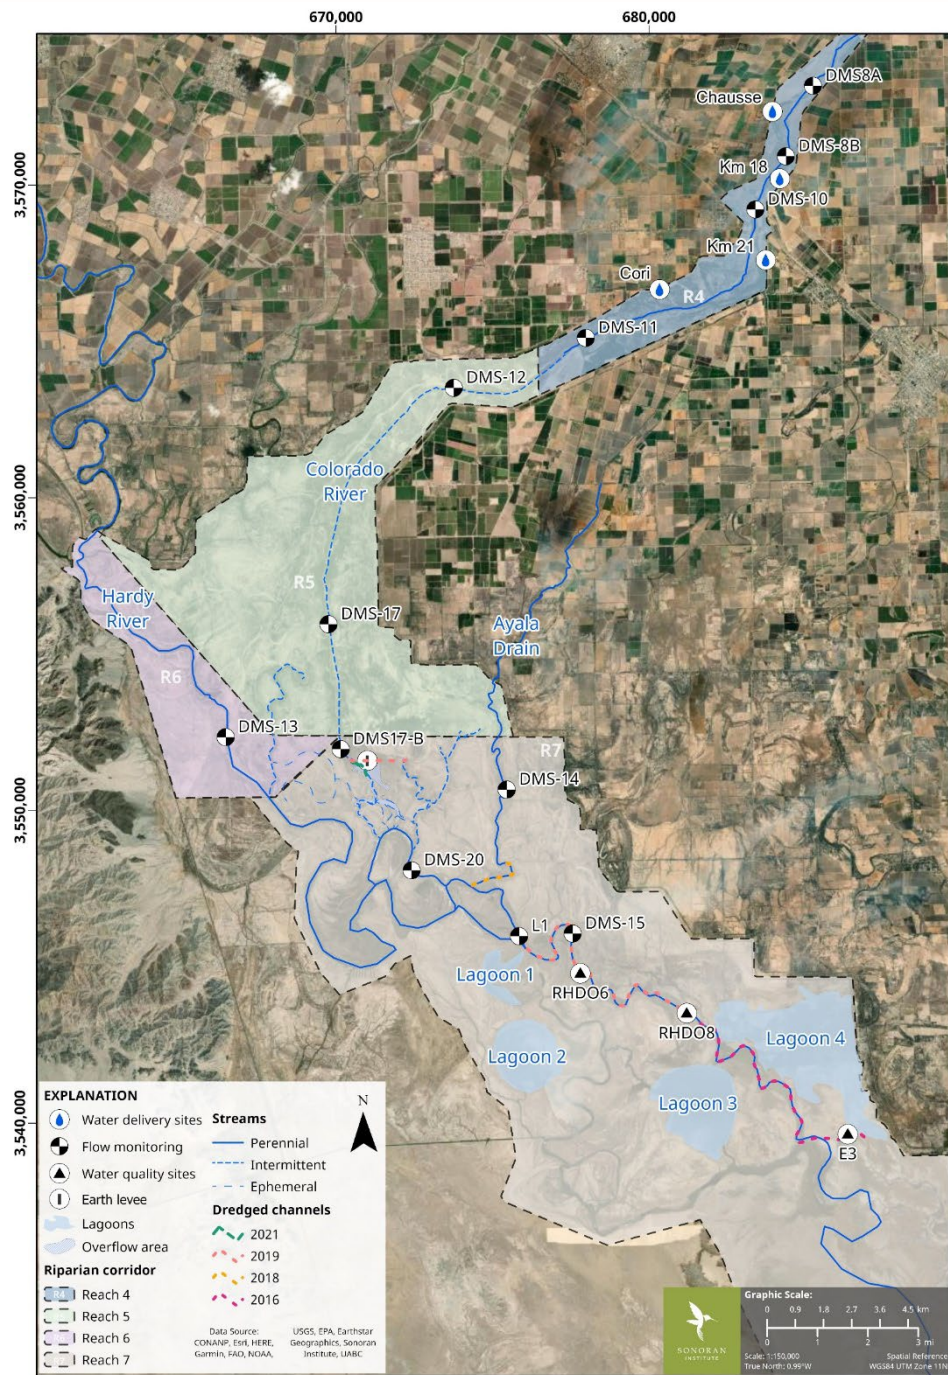 670,000
680,000
DMS8A
Chausse
DMS-8B
Km 18
3,570,000
DMS-10
Km 21
Cori
R4
DMS-11
DMS-12
Colorado
River
3,560,000
R5
Hardy
River
DMS-17
Ayala
Drain
R6
DMS-13
DMS17-B
R7
DMS-14
3,550,000
DMS-20
L1
DMS-15
Lagoon 1
RHDO6
RHDO8
Lagoon 4
Lagoon 2
Lagoon 3
3,540,000
E3
EXPLANATION
Water delivery sites
Flow monitoring
Water quality sites
Earth levee
Lagoons
Overflow area
Riparian corridor
R4 Reach 4
Reach 5
Reach 6
Reach 7
Streams
Perennial
Intermittent
Ephemeral
Dredged channels
2021
2019
2018
2016
N
Data Source:
CONANP, Esri, HERE,
Garmin, FAO, NOAA,
USGS, EPA, Earthstar
Geographics, Sonoran
Institute, UABC
SONORAN
INSTITUTE
Graphic Scale:
0 0.9 1.8 2.7 3.6 4.5 km
0 1 2 3 mi
Scale: 1:150,000
True North: 0.99°W
Spatial Reference
WGS84 UTM Zone 11N